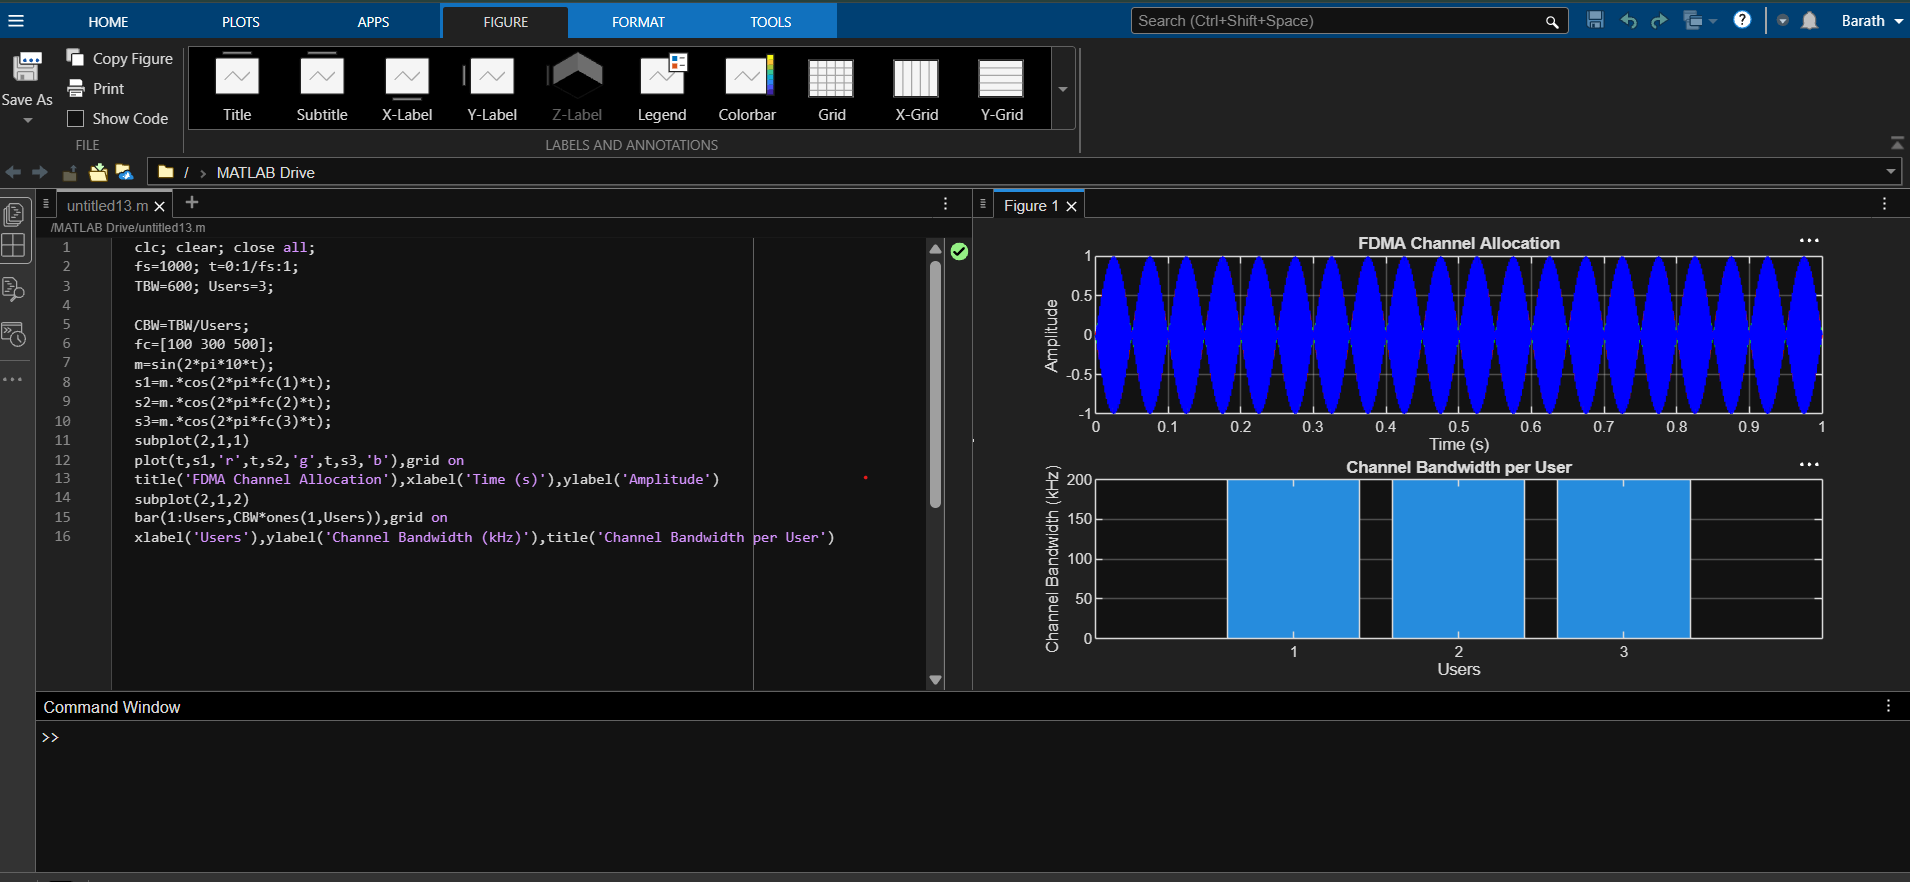 HOME PLOTS APPS FIGURE FORMAT TOOLS Search (Ctrl+Shift+Space) ? Barath
Save As
Copy Figure
Print
Show Code
FILE
Title Subtitle X-Label Y-Label Z-Label Legend Colorbar Grid X-Grid Y-Grid
LABELS AND ANNOTATIONS
/ > MATLAB Drive
untitled13.m × +
/MATLAB Drive/untitled13.m
1 clc; clear; close all;
2 fs=1000; t=0:1/fs:1;
3 TBW=600; Users=3;
4
5 CBW=TBW/Users;
6 fc=[100 300 500];
7 m=sin(2*pi*10*t);
8 s1=m.*cos(2*pi*fc(1)*t);
9 s2=m.*cos(2*pi*fc(2)*t);
10 s3=m.*cos(2*pi*fc(3)*t);
11 subplot(2,1,1)
12 plot(t,s1,'r',t,s2,'g',t,s3,'b'),grid on
13 title('FDMA Channel Allocation'),xlabel('Time (s)'),ylabel('Amplitude')
14 subplot(2,1,2)
15 bar(1:Users,CBW*ones(1,Users)),grid on
16 xlabel('Users'),ylabel('Channel Bandwidth (kHz)'),title('Channel Bandwidth per User')
Figure 1 ×
FDMA Channel Allocation
Amplitude
1
0.5
0
-0.5
-1
0 0.1 0.2 0.3 0.4 0.5 0.6 0.7 0.8 0.9 1
Time (s)
Channel Bandwidth per User
Channel Bandwidth (kHz)
200
150
100
50
0
1 2 3
Users
Command Window
>>